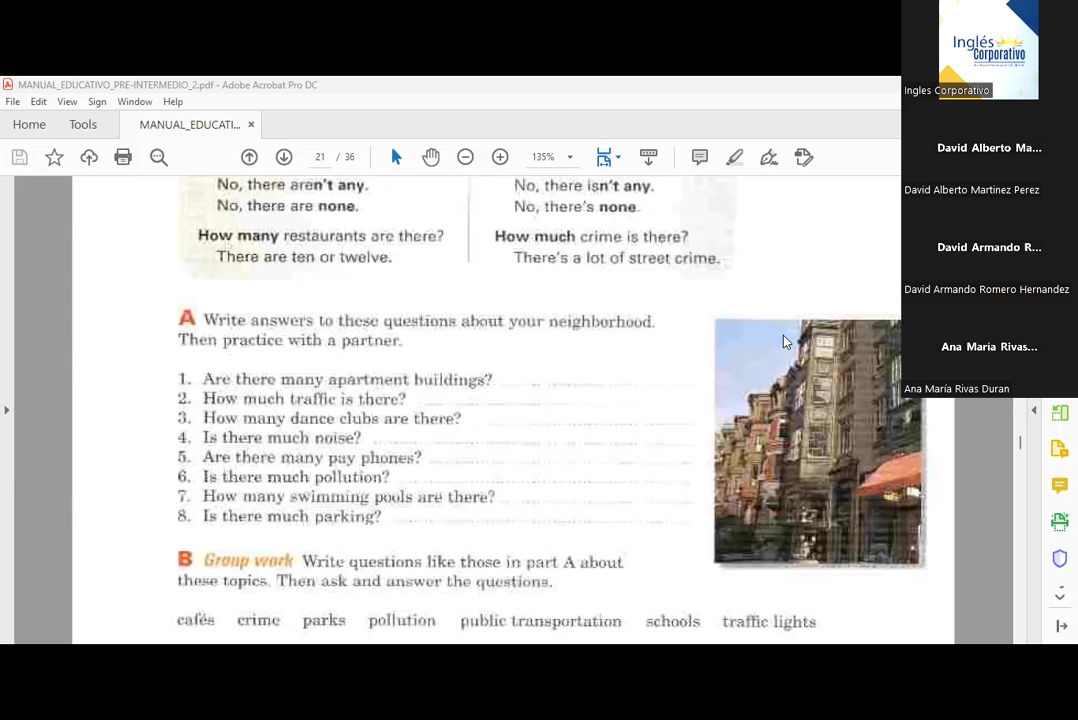 MANUAL_EDUCATIVO_PRE-INTERMEDIO_2.pdf - Adobe Acrobat Pro DC
File Edit View Sign Window Help
Home Tools MANUAL_EDUCATI... ×
21 / 36 135%
No, there aren't any.
No, there are none.
How many restaurants are there?
There are ten or twelve.
No, there isn't any.
No, there's none.
How much crime is there?
There's a lot of street crime.
A Write answers to these questions about your neighborhood.
Then practice with a partner.
1. Are there many apartment buildings?
2. How much traffic is there?
3. How many dance clubs are there?
4. Is there much noise?
5. Are there many pay phones?
6. Is there much pollution?
7. How many swimming pools are there?
8. Is there much parking?
B Group work Write questions like those in part A about
these topics. Then ask and answer the questions.
cafés crime parks pollution public transportation schools traffic lights
Inglés
Corporativo
Ingles Corporativo
David Alberto Ma...
David Alberto Martinez Perez
David Armando R...
David Armando Romero Hernandez
Ana Maria Rivas...
Ana María Rivas Duran